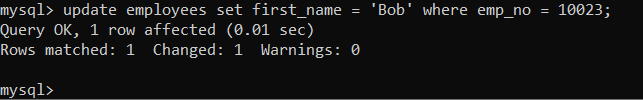 mysql> update employees set first_name = 'Bob' where emp_no = 10023;
Query OK, 1 row affected (0.01 sec)
Rows matched: 1  Changed: 1  Warnings: 0
mysql>